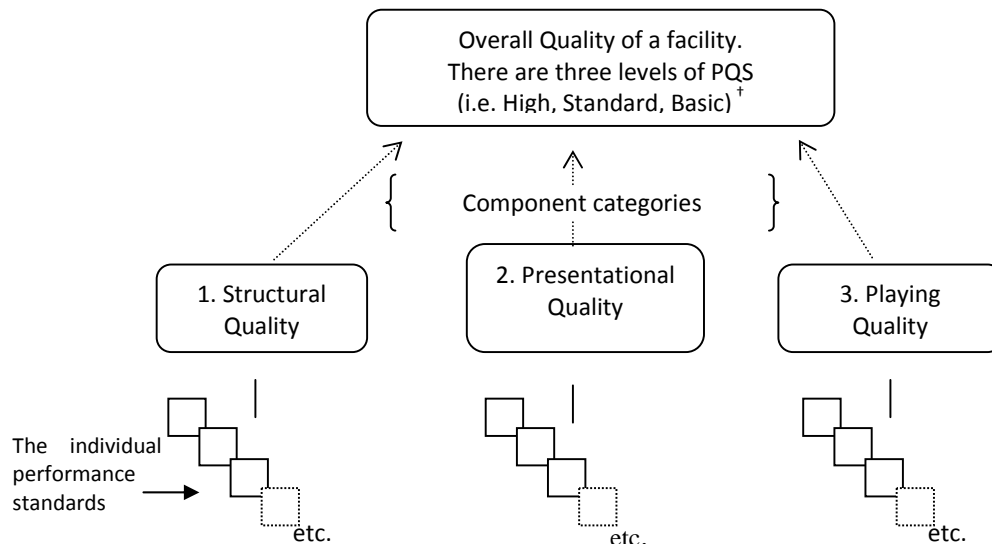 Overall Quality of a facility.
There are three levels of PQS
(i.e. High, Standard, Basic) †
Component categories
1. Structural
Quality
2. Presentational
Quality
3. Playing
Quality
The individual
performance
standards
etc.
etc.
etc.